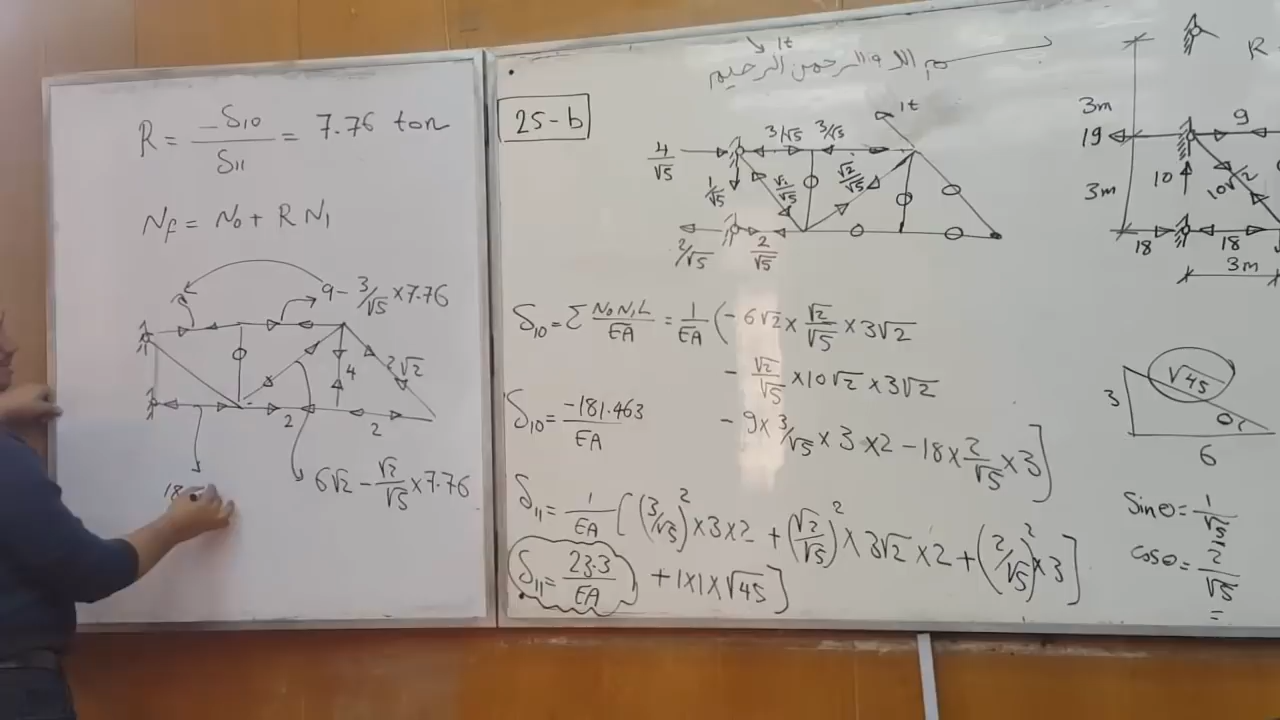 R = -δ10 / δ11 = 7.76 ton
Nf = N0 + R N1
9 - 3/√5 × 7.76
2√2
4
2
2
6√2 - √2/√5 × 7.76
18
1t
بسم الله الرحمن الرحيم
25-b
1t
4/√5
3/√5
3/√5
1/√5
√2/√5
√2/√5
2/√5
2/√5
δ10 = Σ N0 N1 L / EA = 1/EA (- 6√2 × √2/√5 × 3√2
- √2/√5 × 10√2 × 3√2
δ10 = -181.463 / EA
- 9 × 3/√5 × 3 × 2 - 18 × 2/√5 × 3]
δ11 = 1/EA [(3/√5)² × 3 × 2 + (√2/√5)² × 3√2 × 2 + (2/√5)² × 3]
δ11 = 23.3 / EA
+ 1×1×√45]
R
3m
19
9
3m
10
10√2
18
18
3m
√45
3
6
Sinθ = 1/√5
Cosθ = 2/√5
=